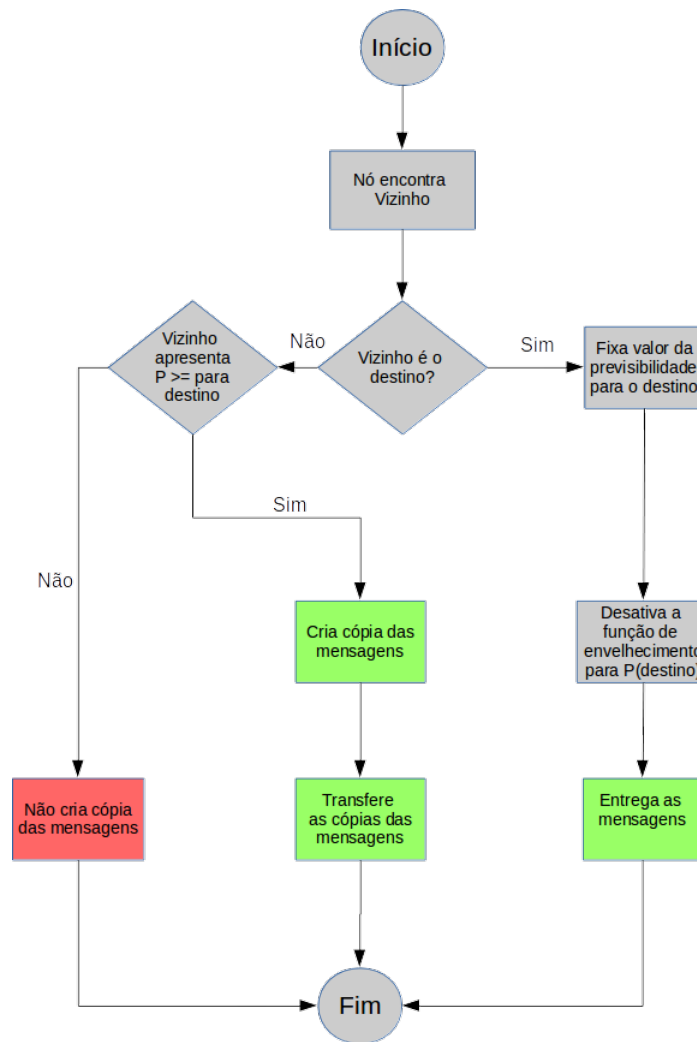 Início
Nó encontra
Vizinho
Vizinho é o
destino?
Não
Sim
Vizinho
apresenta
P >= para
destino
Fixa valor da
previsibilidade
para o destino
Sim
Não
Cria cópia das
mensagens
Desativa a
função de
envelhecimento
para P(destino)
Não cria cópia
das mensagens
Transfere
as cópias das
mensagens
Entrega as
mensagens
Fim